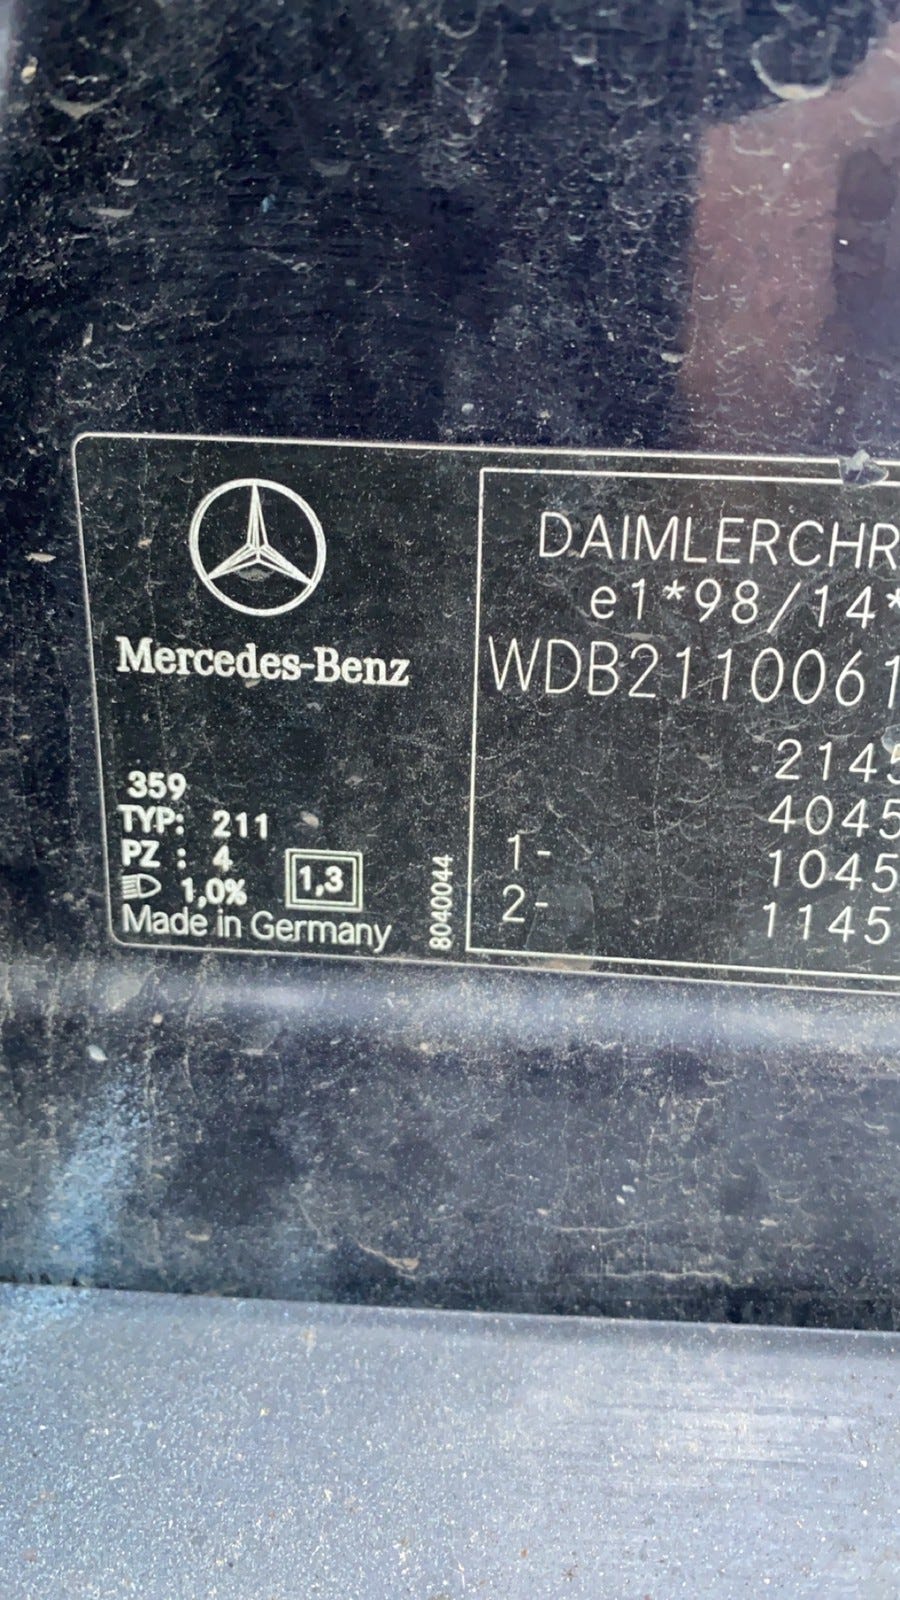 Mercedes-Benz
359
TYP: 211
PZ : 4
1,0%
1,3
Made in Germany
8040044
DAIMLERCHR
e1*98/14*
WDB2110061
2145
4045
1- 1045
2- 1145